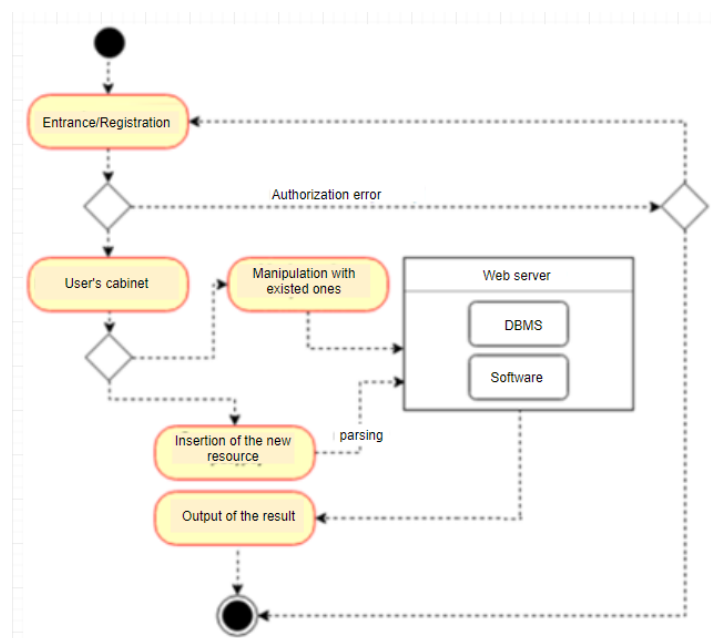 Entrance/Registration
Authorization error
User's cabinet
Manipulation with
existed ones
Web server
DBMS
Software
Insertion of the new
resource
parsing
Output of the result